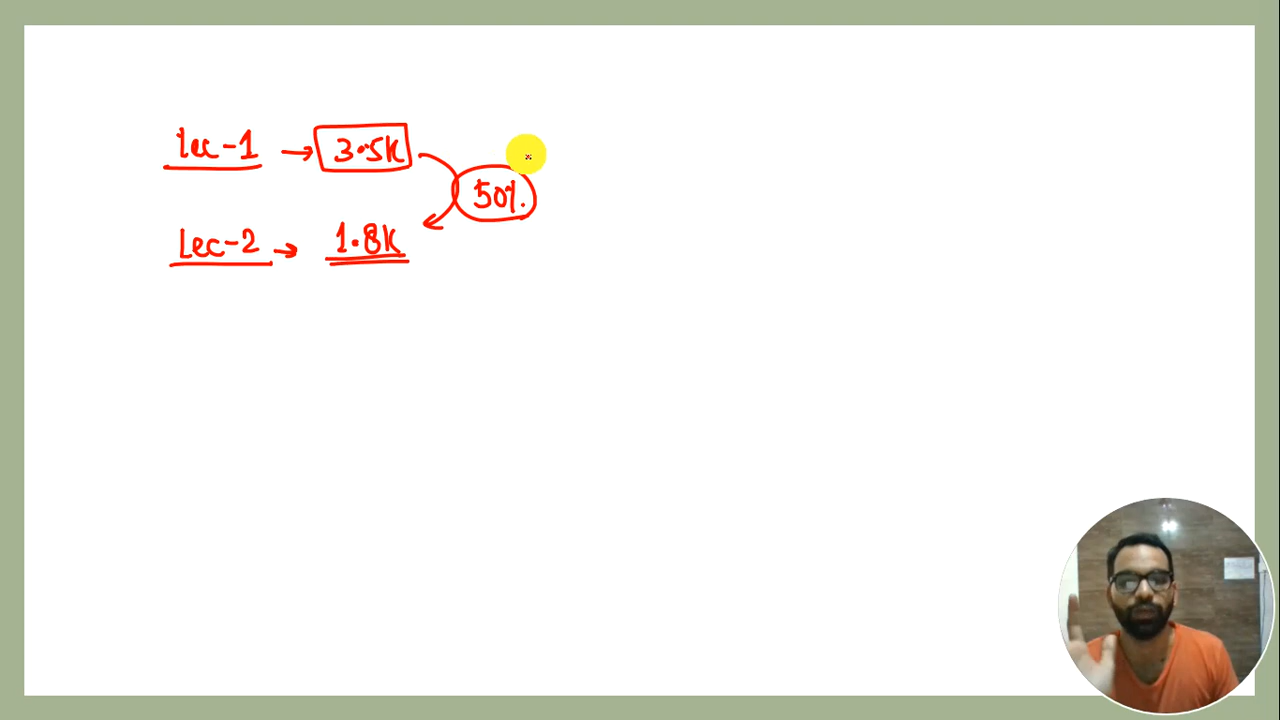 lec-1 → 3.5K
50%.
lec-2 → 1.8K